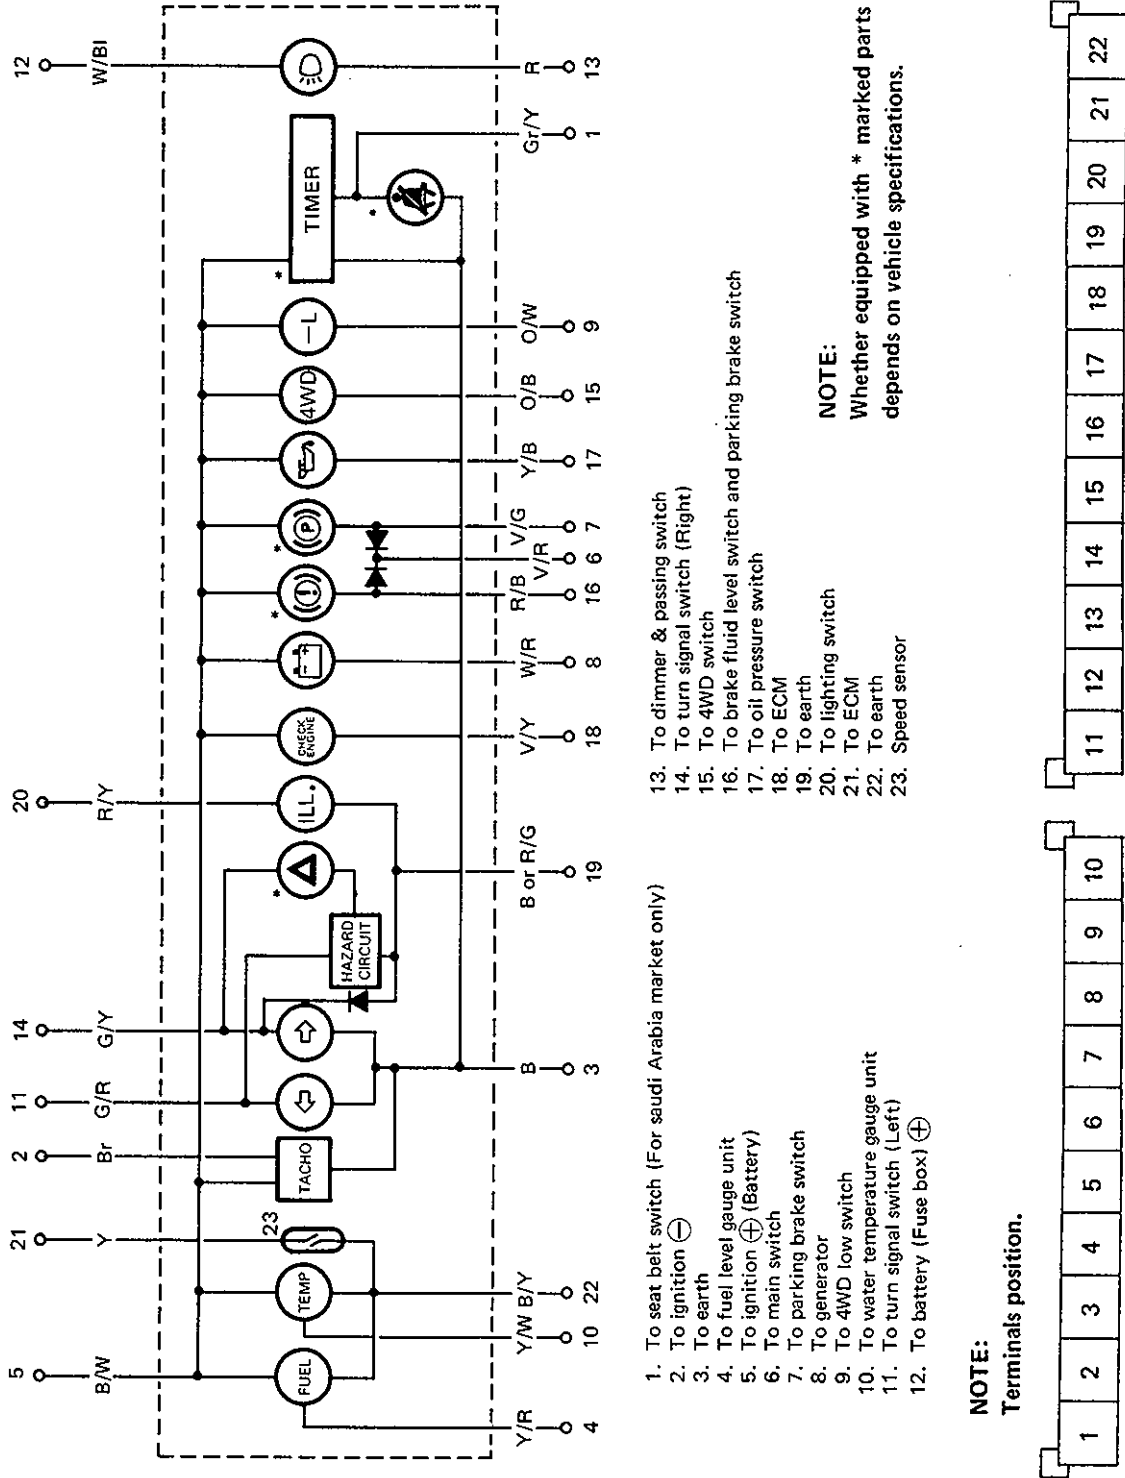 5
21
2
11
14
20
12
B/W
Y
Br
G/R
G/Y
R/Y
W/Bl
FUEL
TEMP
23
TACHO
HAZARD
CIRCUIT
*
ILL.
CHECK
ENGINE
- +
*
(!)
*
(P)
4WD
—L
*
TIMER
*
Y/R
Y/W
B/Y
B
B or R/G
V/Y
W/R
R/B
V/R
V/G
Y/B
O/B
O/W
Gr/Y
R
4
10
22
3
19
18
8
16
6
7
17
15
9
1
13
1. To seat belt switch (For saudi Arabia market only)
2. To ignition ⊖
3. To earth
4. To fuel level gauge unit
5. To ignition ⊕ (Battery)
6. To main switch
7. To parking brake switch
8. To generator
9. To 4WD low switch
10. To water temperature gauge unit
11. To turn signal switch (Left)
12. To battery (Fuse box) ⊕
13. To dimmer & passing switch
14. To turn signal switch (Right)
15. To 4WD switch
16. To brake fluid level switch and parking brake switch
17. To oil pressure switch
18. To ECM
19. To earth
20. To lighting switch
21. To ECM
22. To earth
23. Speed sensor
NOTE:
Whether equipped with * marked parts
depends on vehicle specifications.
NOTE:
Terminals position.
1 2 3 4 5 6 7 8 9 10
11 12 13 14 15 16 17 18 19 20 21 22